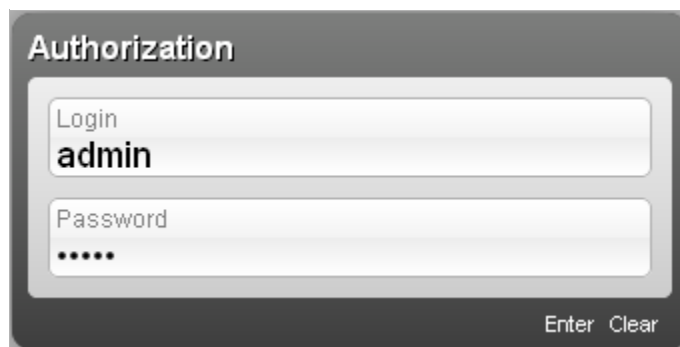 Authorization
Login
admin
Password
•••••
Enter Clear